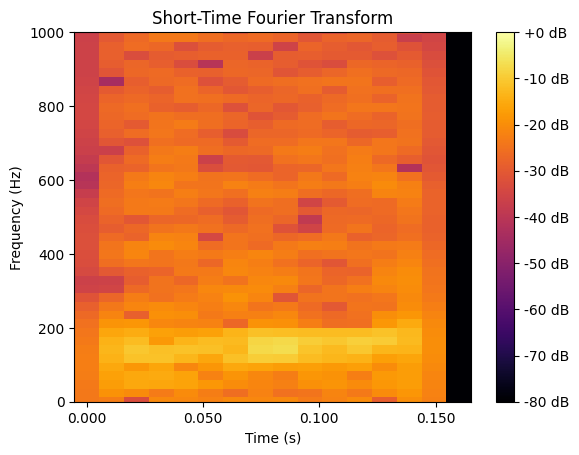 Short-Time Fourier Transform
1000
800
600
400
200
0
Frequency (Hz)
0.000
0.050
0.100
0.150
Time (s)
+0 dB
-10 dB
-20 dB
-30 dB
-40 dB
-50 dB
-60 dB
-70 dB
-80 dB